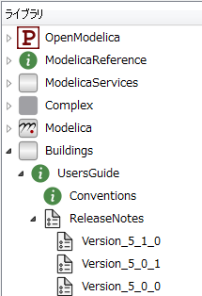 ライブラリ
OpenModelica
ModelicaReference
ModelicaServices
Complex
Modelica
Buildings
UsersGuide
Conventions
ReleaseNotes
Version_5_1_0
Version_5_0_1
Version_5_0_0